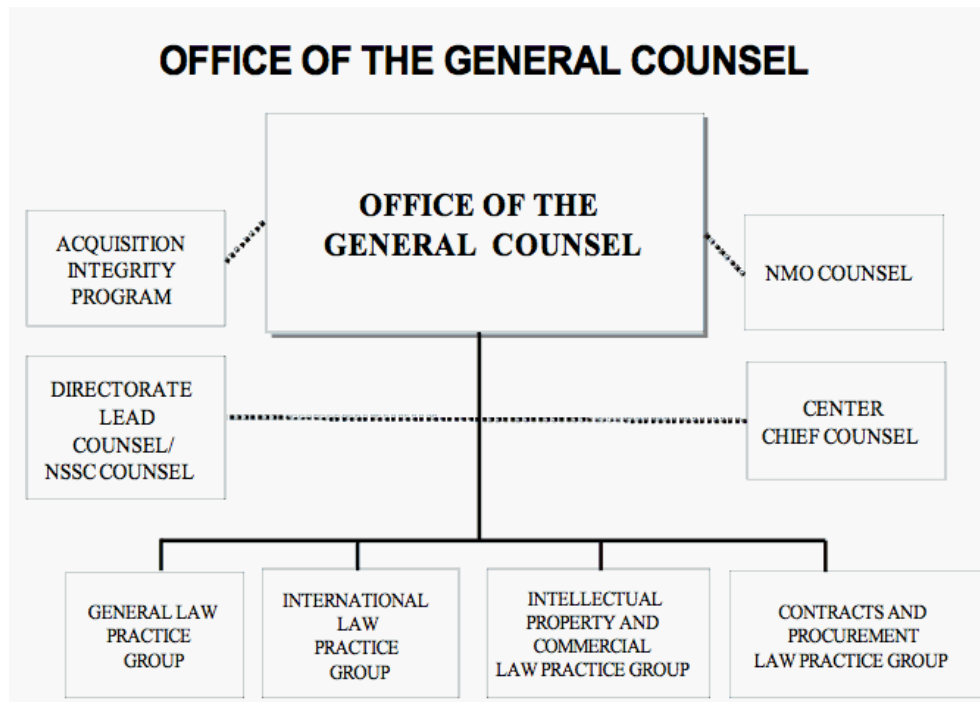 OFFICE OF THE GENERAL COUNSEL
OFFICE OF THE
GENERAL COUNSEL
ACQUISITION
INTEGRITY
PROGRAM
NMO COUNSEL
DIRECTORATE
LEAD
COUNSEL/
NSSC COUNSEL
CENTER
CHIEF COUNSEL
GENERAL LAW
PRACTICE
GROUP
INTERNATIONAL
LAW
PRACTICE
GROUP
INTELLECTUAL
PROPERTY AND
COMMERCIAL
LAW PRACTICE GROUP
CONTRACTS AND
PROCUREMENT
LAW PRACTICE GROUP